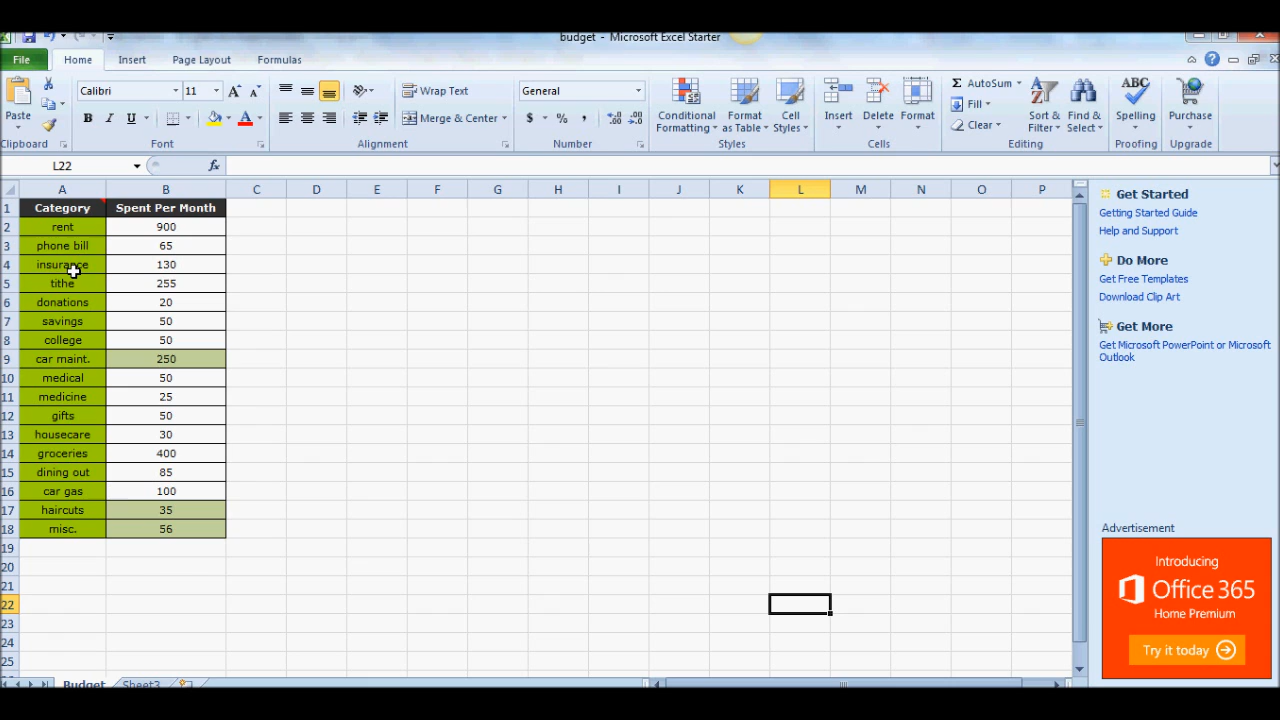 budget - Microsoft Excel Starter
File Home Insert Page Layout Formulas
Calibri 11 A A Wrap Text General AutoSum
Paste B I U A Merge & Center $ % , Conditional Formatting Format as Table Cell Styles Insert Delete Format Fill Clear Sort & Filter Find & Select ABC Spelling Purchase
Clipboard Font Alignment Number Styles Cells Editing Proofing Upgrade
L22 fx
A B C D E F G H I J K L M N O P
1 Category Spent Per Month
2 rent 900
3 phone bill 65
4 insurance 130
5 tithe 255
6 donations 20
7 savings 50
8 college 50
9 car maint. 250
10 medical 50
11 medicine 25
12 gifts 50
13 housecare 30
14 groceries 400
15 dining out 85
16 car gas 100
17 haircuts 35
18 misc. 56
19
20
21
22
23
24
25
Budget Sheet3
Get Started
Getting Started Guide
Help and Support
Do More
Get Free Templates
Download Clip Art
Get More
Get Microsoft PowerPoint or Microsoft
Outlook
Advertisement
Introducing
Office 365
Home Premium
Try it today